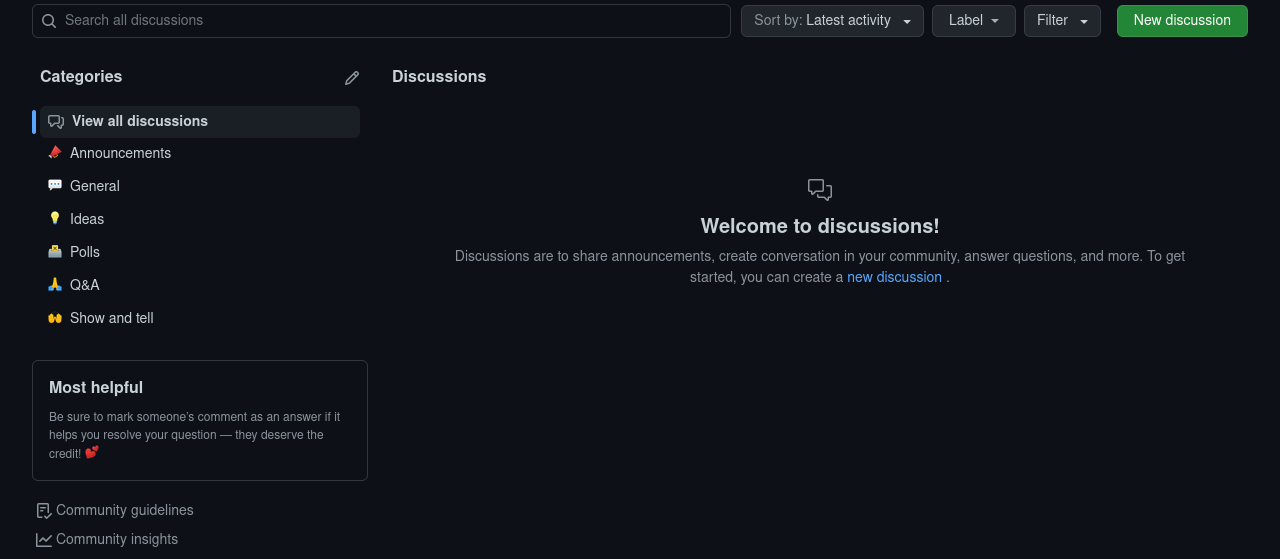 Search all discussions
Sort by: Latest activity
Label
Filter
New discussion
Categories
View all discussions
Announcements
General
Ideas
Polls
Q&A
Show and tell
Most helpful
Be sure to mark someone's comment as an answer if it
helps you resolve your question — they deserve the
credit! 💕
Community guidelines
Community insights
Discussions
Welcome to discussions!
Discussions are to share announcements, create conversation in your community, answer questions, and more. To get
started, you can create a new discussion .